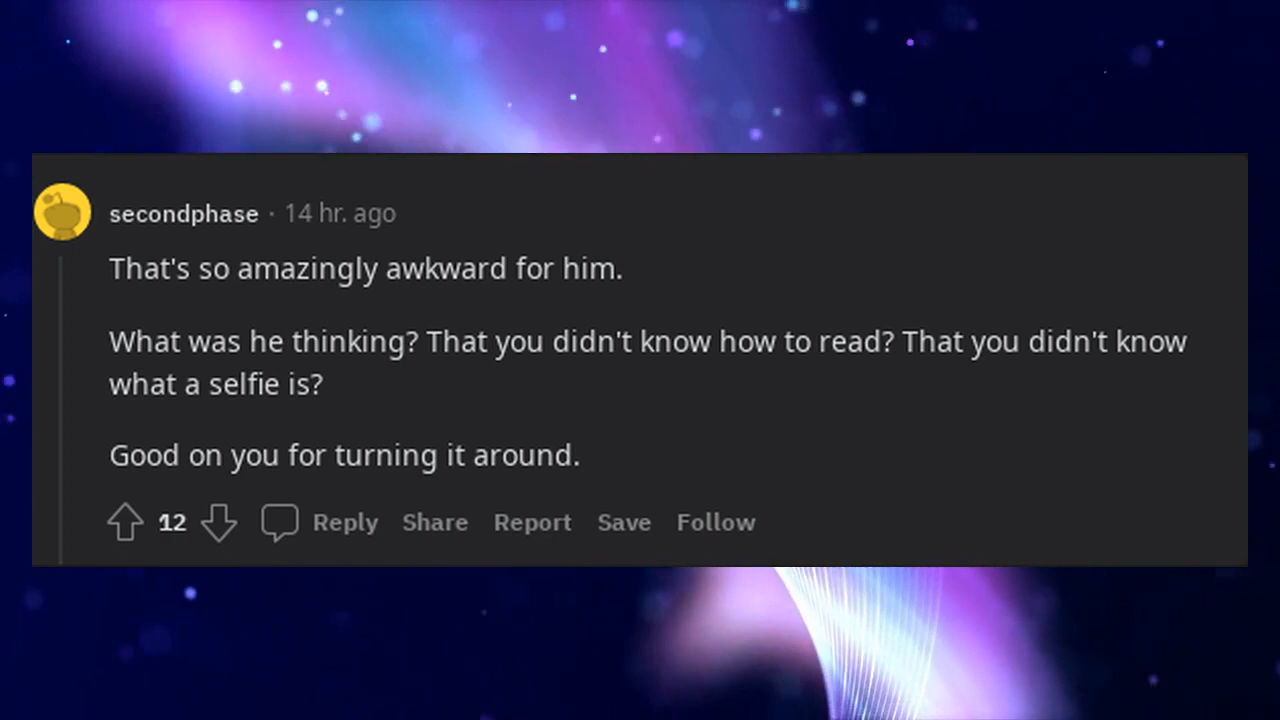 secondphase · 14 hr. ago
That's so amazingly awkward for him.
What was he thinking? That you didn't know how to read? That you didn't know
what a selfie is?
Good on you for turning it around.
12 Reply Share Report Save Follow